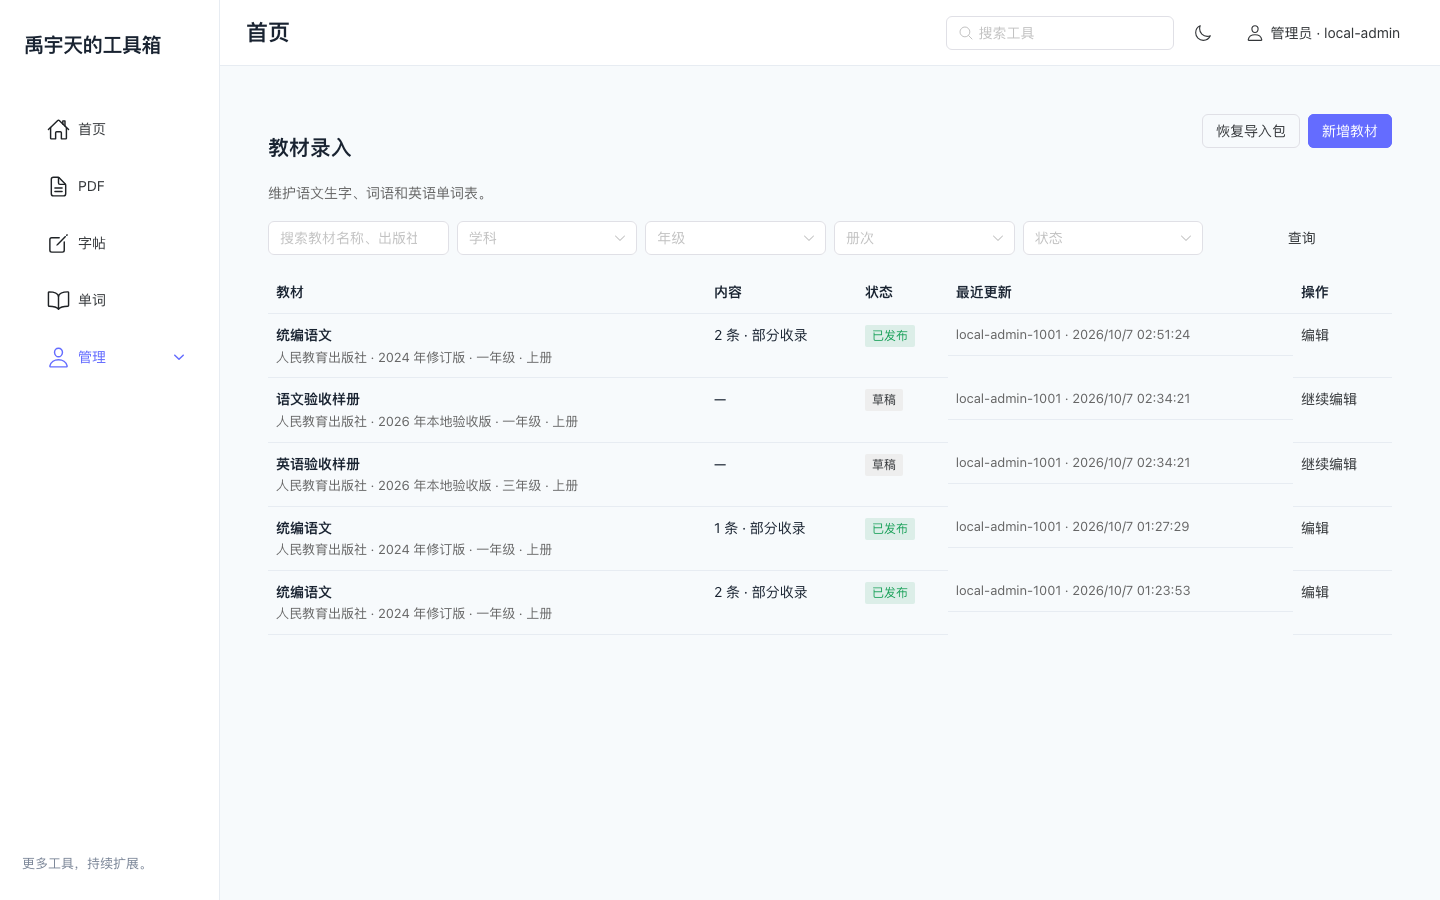 禹宇天的工具箱
首页
PDF
字帖
单词
管理
更多工具，持续扩展。
首页
搜索工具
管理员 · local-admin
教材录入
恢复导入包
新增教材
维护语文生字、词语和英语单词表。
搜索教材名称、出版社
学科
年级
册次
状态
查询
教材 内容 状态 最近更新 操作
统编语文 2 条 · 部分收录 已发布 local-admin-1001 · 2026/10/7 02:51:24 编辑
人民教育出版社 · 2024 年修订版 · 一年级 · 上册
语文验收样册 — 草稿 local-admin-1001 · 2026/10/7 02:34:21 继续编辑
人民教育出版社 · 2026 年本地验收版 · 一年级 · 上册
英语验收样册 — 草稿 local-admin-1001 · 2026/10/7 02:34:21 继续编辑
人民教育出版社 · 2026 年本地验收版 · 三年级 · 上册
统编语文 1 条 · 部分收录 已发布 local-admin-1001 · 2026/10/7 01:27:29 编辑
人民教育出版社 · 2024 年修订版 · 一年级 · 上册
统编语文 2 条 · 部分收录 已发布 local-admin-1001 · 2026/10/7 01:23:53 编辑
人民教育出版社 · 2024 年修订版 · 一年级 · 上册